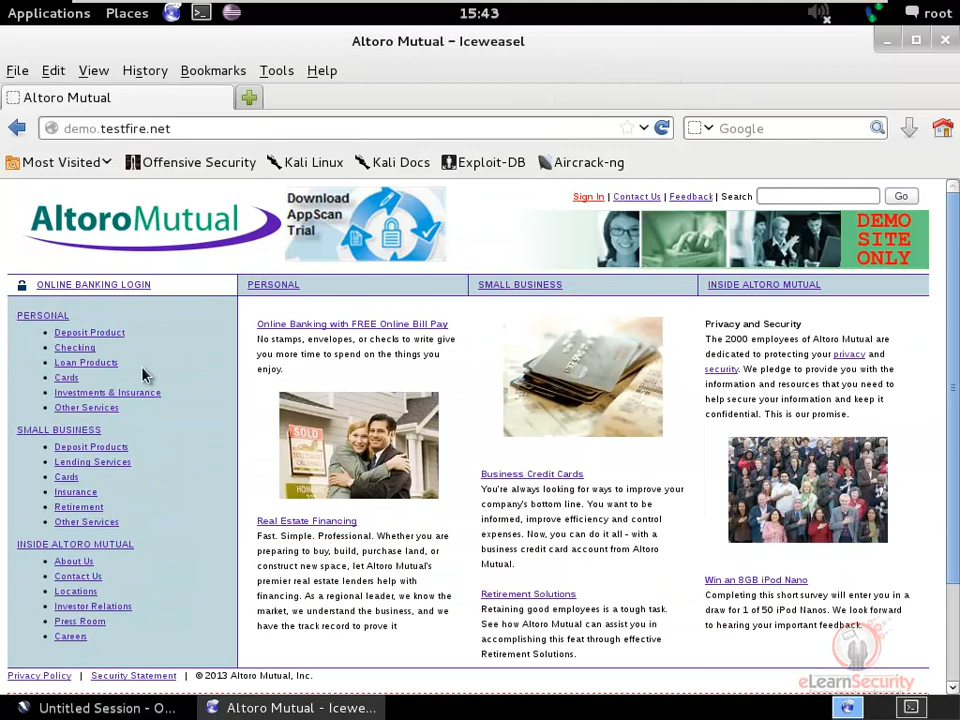 Applications Places 15:43 root
Altoro Mutual - Iceweasel
File Edit View History Bookmarks Tools Help
Altoro Mutual
demo.testfire.net Google
Most Visited Offensive Security Kali Linux Kali Docs Exploit-DB Aircrack-ng
AltoroMutual
Download
AppScan
Trial
Sign In | Contact Us | Feedback | Search Go
DEMO
SITE
ONLY
ONLINE BANKING LOGIN
PERSONAL
SMALL BUSINESS
INSIDE ALTORO MUTUAL
PERSONAL
Deposit Product
Checking
Loan Products
Cards
Investments & Insurance
Other Services
SMALL BUSINESS
Deposit Products
Lending Services
Cards
Insurance
Retirement
Other Services
INSIDE ALTORO MUTUAL
About Us
Contact Us
Locations
Investor Relations
Press Room
Careers
Online Banking with FREE Online Bill Pay
No stamps, envelopes, or checks to write give
you more time to spend on the things you
enjoy.
SOLD
Real Estate Financing
Fast. Simple. Professional. Whether you are
preparing to buy, build, purchase land, or
construct new space, let Altoro Mutual's
premier real estate lenders help with
financing. As a regional leader, we know the
market, we understand the business, and we
have the track record to prove it
Business Credit Cards
You're always looking for ways to improve your
company's bottom line. You want to be
informed, improve efficiency and control
expenses. Now, you can do it all - with a
business credit card account from Altoro
Mutual.
Retirement Solutions
Retaining good employees is a tough task.
See how Altoro Mutual can assist you in
accomplishing this feat through effective
Retirement Solutions.
Privacy and Security
The 2000 employees of Altoro Mutual are
dedicated to protecting your privacy and
security. We pledge to provide you with the
information and resources that you need to
help secure your information and keep it
confidential. This is our promise.
Win an 8GB iPod Nano
Completing this short survey will enter you in a
draw for 1 of 50 iPod Nanos. We look forward
to hearing your important feedback.
Privacy Policy | Security Statement | © 2013 Altoro Mutual, Inc.
eLearnSecurity
Untitled Session - O... Altoro Mutual - Icewe...